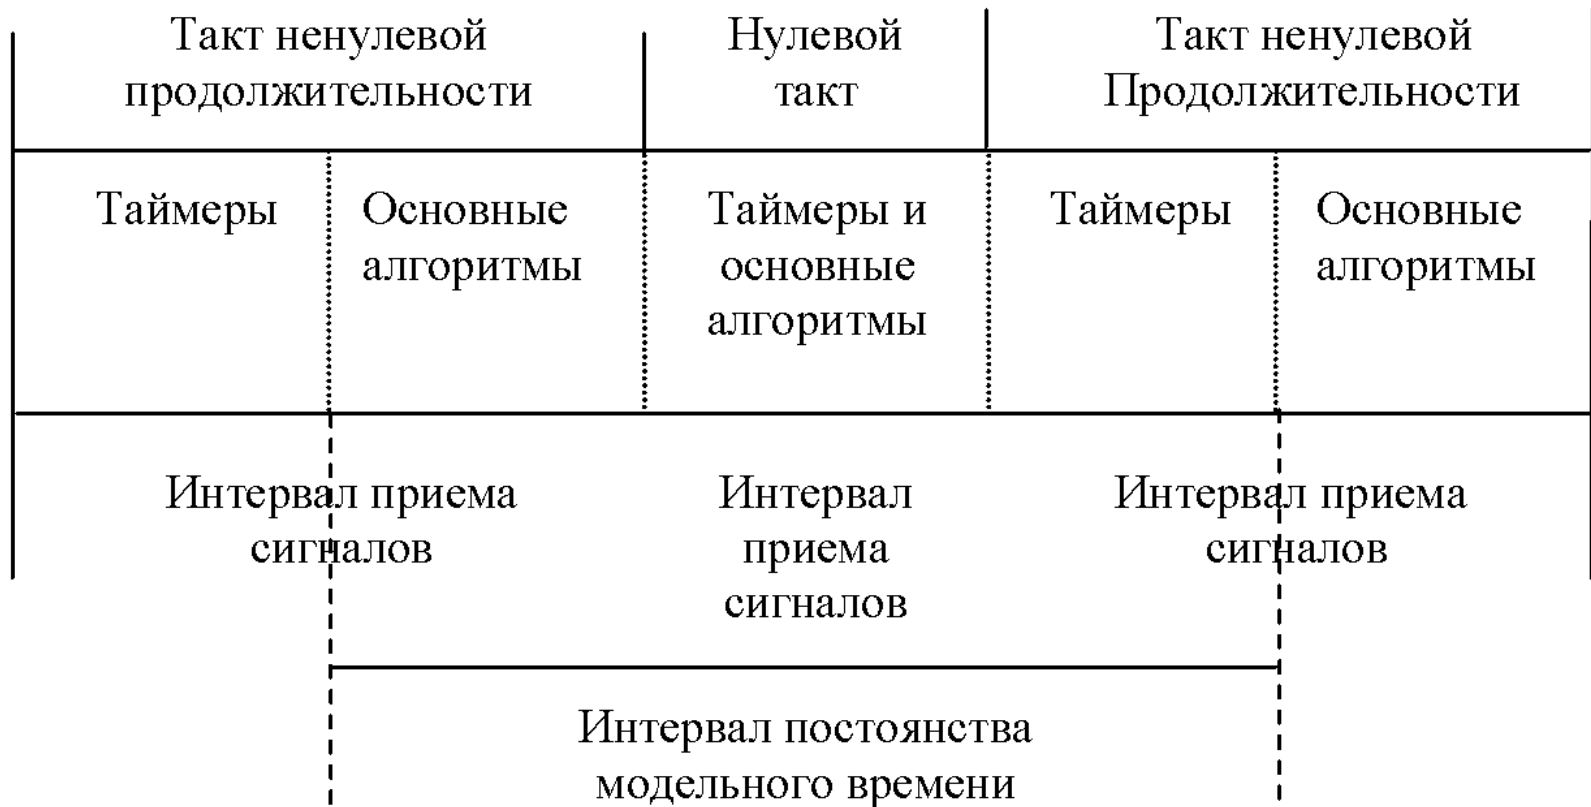 Такт ненулевой
продолжительности
Нулевой
такт
Такт ненулевой
Продолжительности
Таймеры
Основные
алгоритмы
Таймеры и
основные
алгоритмы
Таймеры
Основные
алгоритмы
Интервал приема
сигналов
Интервал
приема
сигналов
Интервал приема
сигналов
Интервал постоянства
модельного времени